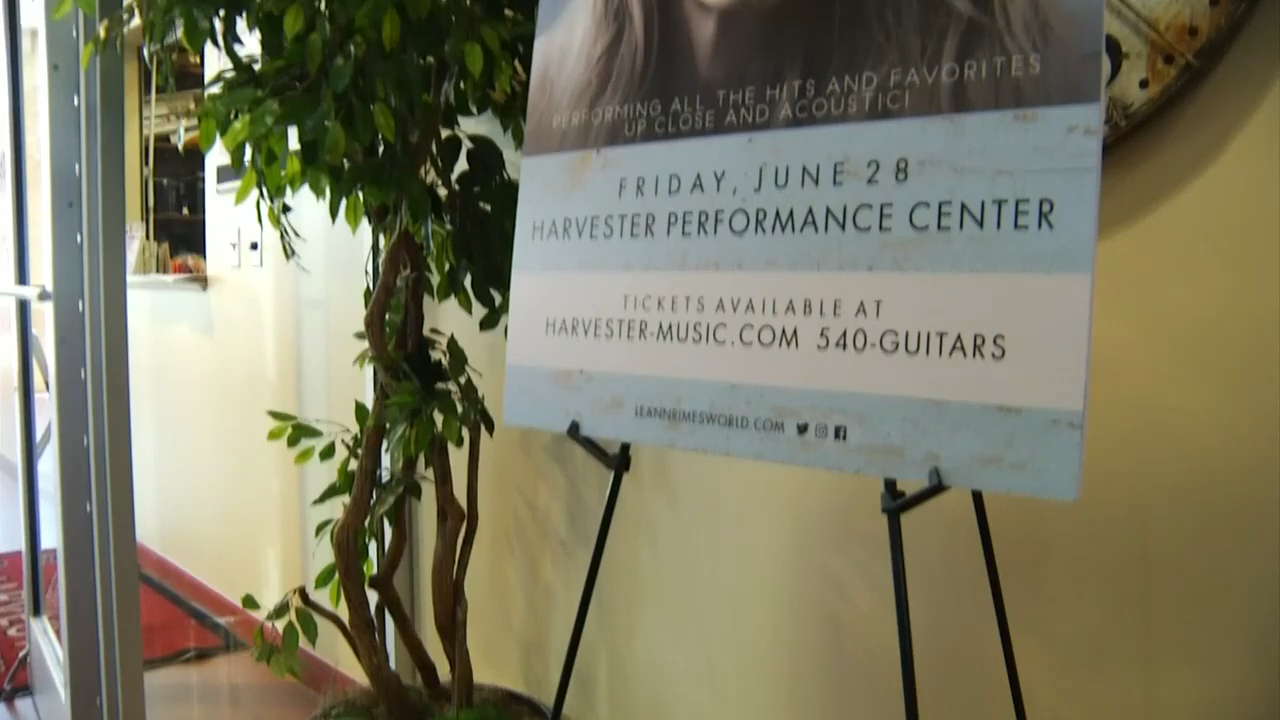 PERFORMING ALL THE HITS AND FAVORITES
UP CLOSE AND ACOUSTIC!
FRIDAY, JUNE 28
HARVESTER PERFORMANCE CENTER
TICKETS AVAILABLE AT
HARVESTER-MUSIC.COM 540-GUITARS
LEANNRIMESWORLD.COM